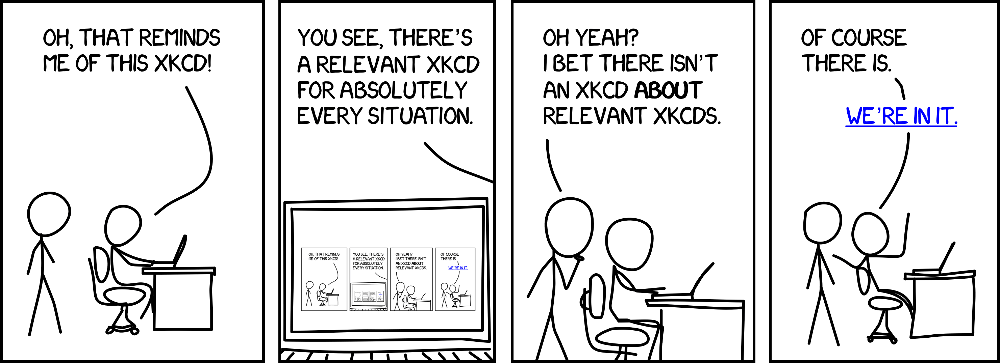 OH, THAT REMINDS
ME OF THIS XKCD!
YOU SEE, THERE'S
A RELEVANT XKCD
FOR ABSOLUTELY
EVERY SITUATION.
OH, THAT REMINDS
ME OF THIS XKCD!
YOU SEE, THERE'S
A RELEVANT XKCD
FOR ABSOLUTELY
EVERY SITUATION.
OH YEAH?
I BET THERE ISN'T
AN XKCD ABOUT
RELEVANT XKCDS.
OF COURSE
THERE IS.
WE'RE IN IT.
OH YEAH?
I BET THERE ISN'T
AN XKCD ABOUT
RELEVANT XKCDS.
OF COURSE
THERE IS.
WE'RE IN IT.